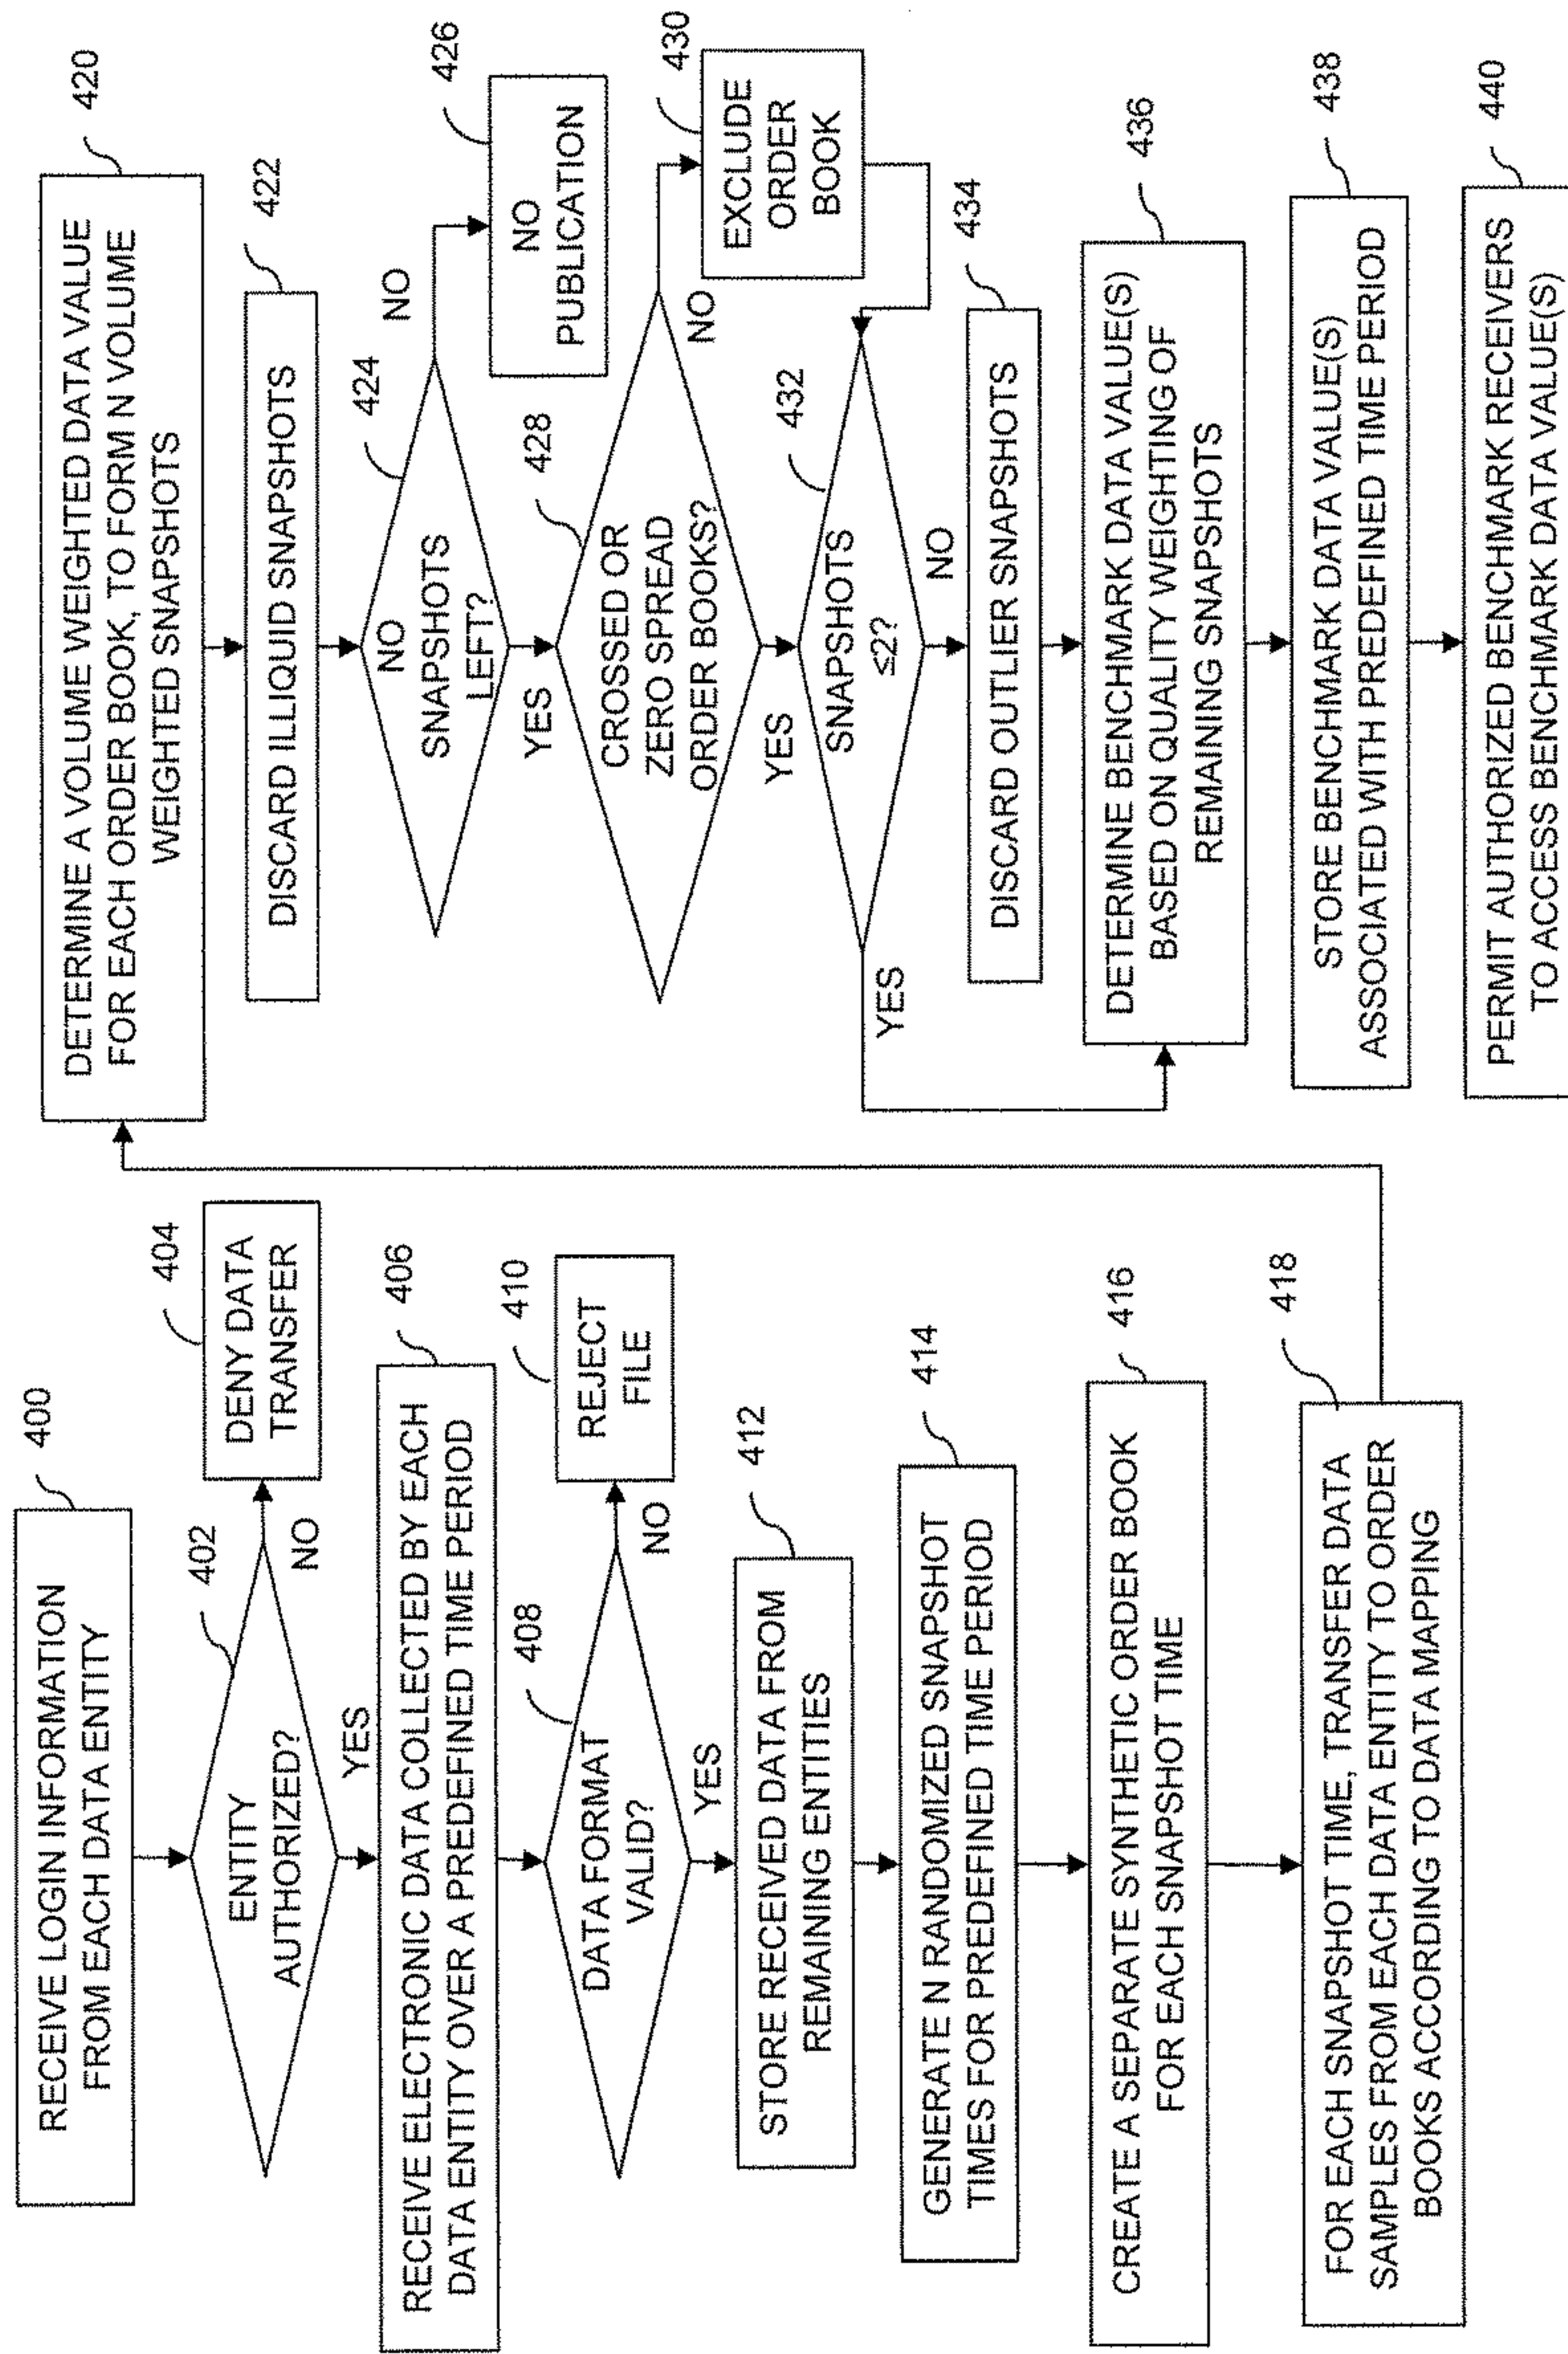 400
RECEIVE LOGIN INFORMATION
FROM EACH DATA ENTITY
402
ENTITY
AUTHORIZED?
NO
404
DENY DATA
TRANSFER
YES
406
RECEIVE ELECTRONIC DATA COLLECTED BY EACH
DATA ENTITY OVER A PREDEFINED TIME PERIOD
408
DATA FORMAT
VALID?
NO
410
REJECT
FILE
YES
412
STORE RECEIVED DATA FROM
REMAINING ENTITIES
414
GENERATE N RANDOMIZED SNAPSHOT
TIMES FOR PREDEFINED TIME PERIOD
416
CREATE A SEPARATE SYNTHETIC ORDER BOOK
FOR EACH SNAPSHOT TIME
418
FOR EACH SNAPSHOT TIME, TRANSFER DATA
SAMPLES FROM EACH DATA ENTITY TO ORDER
BOOKS ACCORDING TO DATA MAPPING
420
DETERMINE A VOLUME WEIGHTED DATA VALUE
FOR EACH ORDER BOOK, TO FORM N VOLUME
WEIGHTED SNAPSHOTS
422
DISCARD ILLIQUID SNAPSHOTS
424
NO
SNAPSHOTS
LEFT?
NO
426
NO
PUBLICATION
YES
428
CROSSED OR
ZERO SPREAD
ORDER BOOKS?
NO
430
EXCLUDE
ORDER
BOOK
YES
432
SNAPSHOTS
≤2?
YES
NO
434
DISCARD OUTLIER SNAPSHOTS
436
DETERMINE BENCHMARK DATA VALUE(S)
BASED ON QUALITY WEIGHTING OF
REMAINING SNAPSHOTS
438
STORE BENCHMARK DATA VALUE(S)
ASSOCIATED WITH PREDEFINED TIME PERIOD
440
PERMIT AUTHORIZED BENCHMARK RECEIVERS
TO ACCESS BENCHMARK DATA VALUE(S)